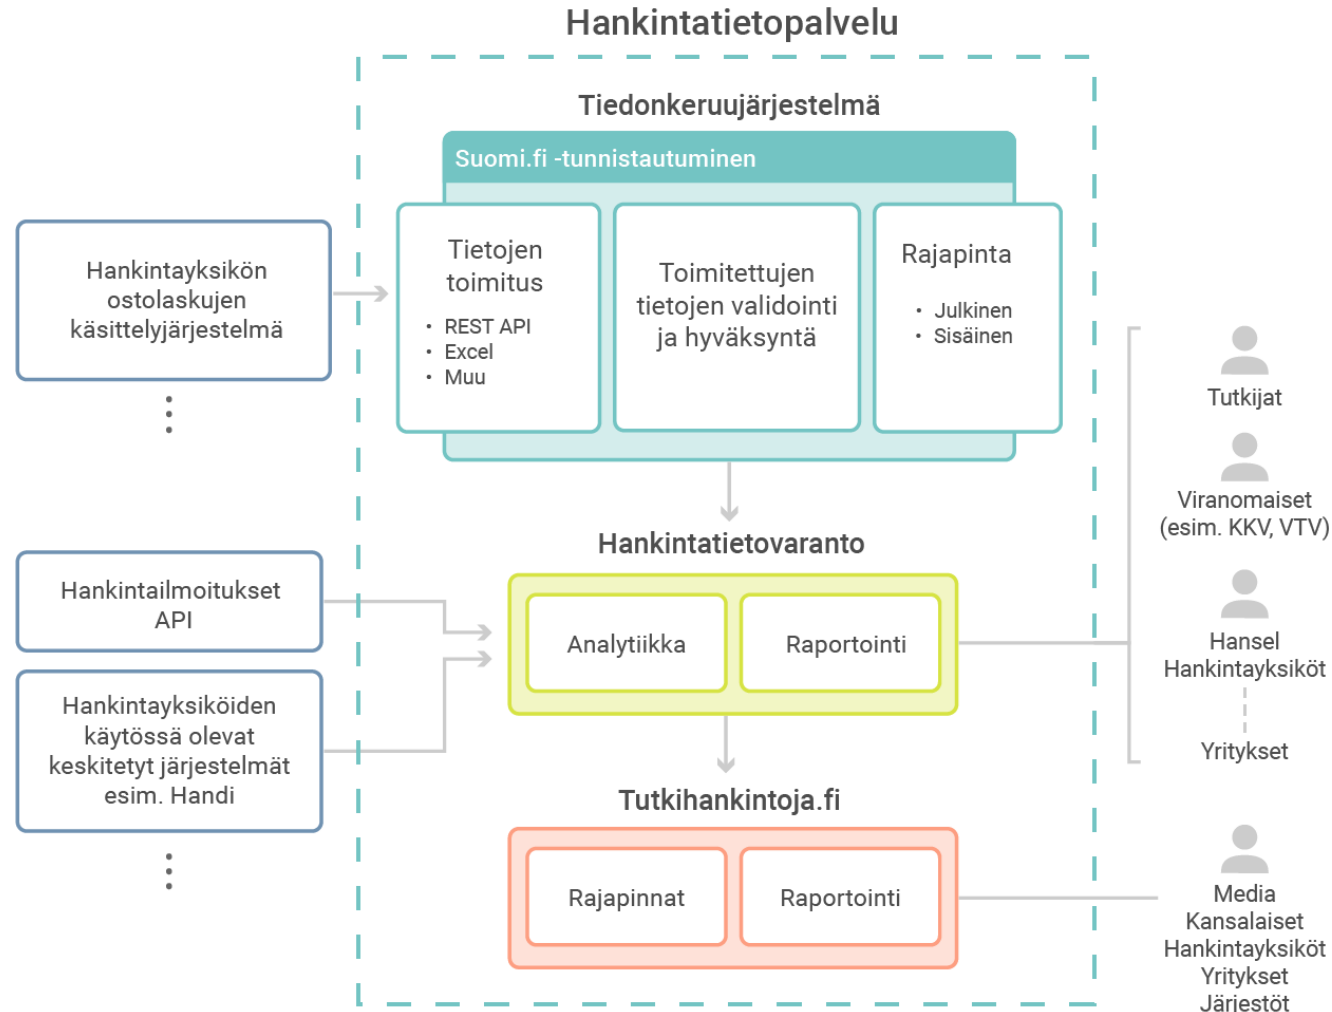 Hankintatietopalvelu
Tiedonkeruujärjestelmä
Suomi.fi -tunnistautuminen
Hankintayksikön
ostolaskujen
käsittelyjärjestelmä
Tietojen
toimitus
• REST API
• Excel
• Muu
Toimitettujen
tietojen validointi
ja hyväksyntä
Rajapinta
• Julkinen
• Sisäinen
Tutkijat
Viranomaiset
(esim. KKV, VTV)
Hansel
Hankintayksiköt
Yritykset
Hankintatietovaranto
Hankintailmoitukset
API
Analytiikka
Raportointi
Hankintayksiköiden
käytössä olevat
keskitetyt järjestelmät
esim. Handi
Tutkihankintoja.fi
Rajapinnat
Raportointi
Media
Kansalaiset
Hankintayksiköt
Yritykset
Järjestöt